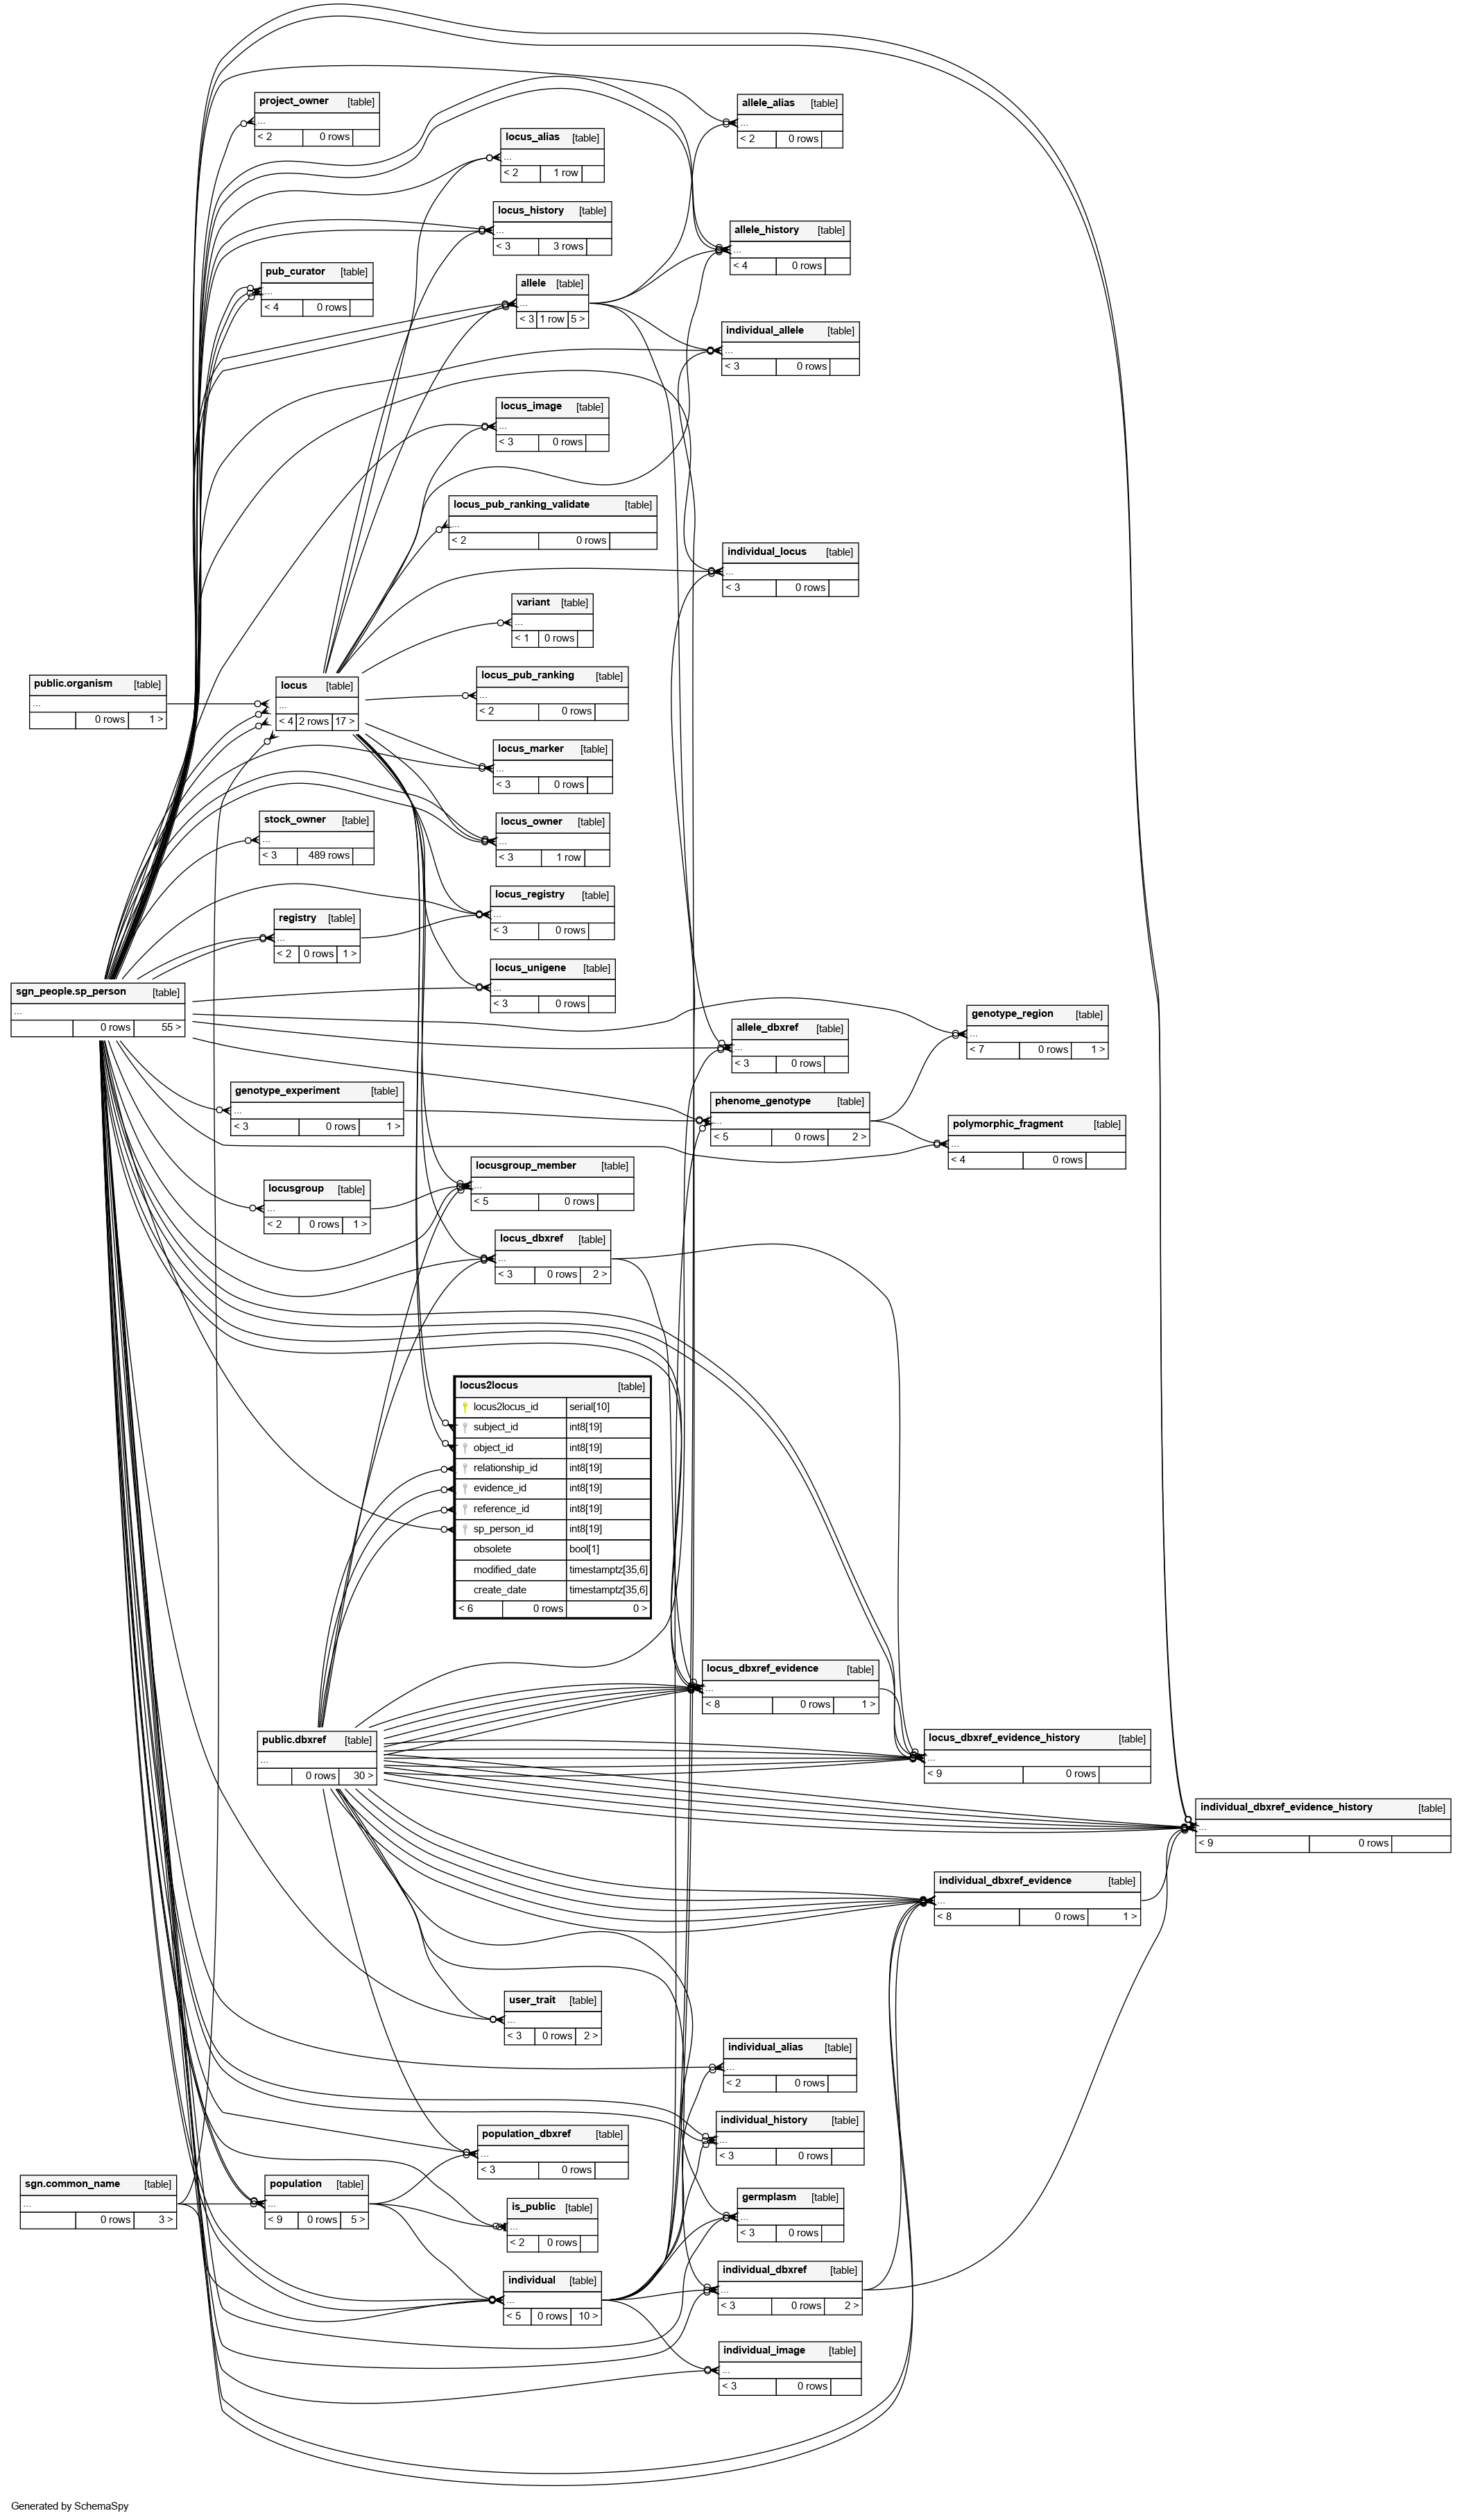 project_owner [table]
...
< 2 0 rows
allele_alias [table]
...
< 2 0 rows
locus_alias [table]
...
< 2 1 row
locus_history [table]
...
< 3 3 rows
allele_history [table]
...
< 4 0 rows
pub_curator [table]
...
< 4 0 rows
allele [table]
...
< 3 1 row 5 >
individual_allele [table]
...
< 3 0 rows
locus_image [table]
...
< 3 0 rows
locus_pub_ranking_validate [table]
...
< 2 0 rows
individual_locus [table]
...
< 3 0 rows
variant [table]
...
< 1 0 rows
public.organism [table]
...
0 rows 1 >
locus [table]
...
< 4 2 rows 17 >
locus_pub_ranking [table]
...
< 2 0 rows
locus_marker [table]
...
< 3 0 rows
stock_owner [table]
...
< 3 489 rows
locus_owner [table]
...
< 3 1 row
locus_registry [table]
...
< 3 0 rows
registry [table]
...
< 2 0 rows 1 >
locus_unigene [table]
...
< 3 0 rows
sgn_people.sp_person [table]
...
0 rows 55 >
genotype_region [table]
...
< 7 0 rows 1 >
allele_dbxref [table]
...
< 3 0 rows
genotype_experiment [table]
...
< 3 0 rows 1 >
phenome_genotype [table]
...
< 5 0 rows 2 >
polymorphic_fragment [table]
...
< 4 0 rows
locusgroup_member [table]
...
< 5 0 rows
locusgroup [table]
...
< 2 0 rows 1 >
locus_dbxref [table]
...
< 3 0 rows 2 >
locus2locus [table]
locus2locus_id serial[10]
subject_id int8[19]
object_id int8[19]
relationship_id int8[19]
evidence_id int8[19]
reference_id int8[19]
sp_person_id int8[19]
obsolete bool[1]
modified_date timestamptz[35,6]
create_date timestamptz[35,6]
< 6 0 rows 0 >
locus_dbxref_evidence [table]
...
< 8 0 rows 1 >
public.dbxref [table]
...
0 rows 30 >
locus_dbxref_evidence_history [table]
...
< 9 0 rows
individual_dbxref_evidence_history [table]
...
< 9 0 rows
individual_dbxref_evidence [table]
...
< 8 0 rows 1 >
user_trait [table]
...
< 3 0 rows 2 >
individual_alias [table]
...
< 2 0 rows
individual_history [table]
...
< 3 0 rows
population_dbxref [table]
...
< 3 0 rows
sgn.common_name [table]
...
0 rows 3 >
population [table]
...
< 9 0 rows 5 >
germplasm [table]
...
< 3 0 rows
is_public [table]
...
< 2 0 rows
individual_dbxref [table]
...
< 3 0 rows 2 >
individual [table]
...
< 5 0 rows 10 >
individual_image [table]
...
< 3 0 rows
Generated by SchemaSpy